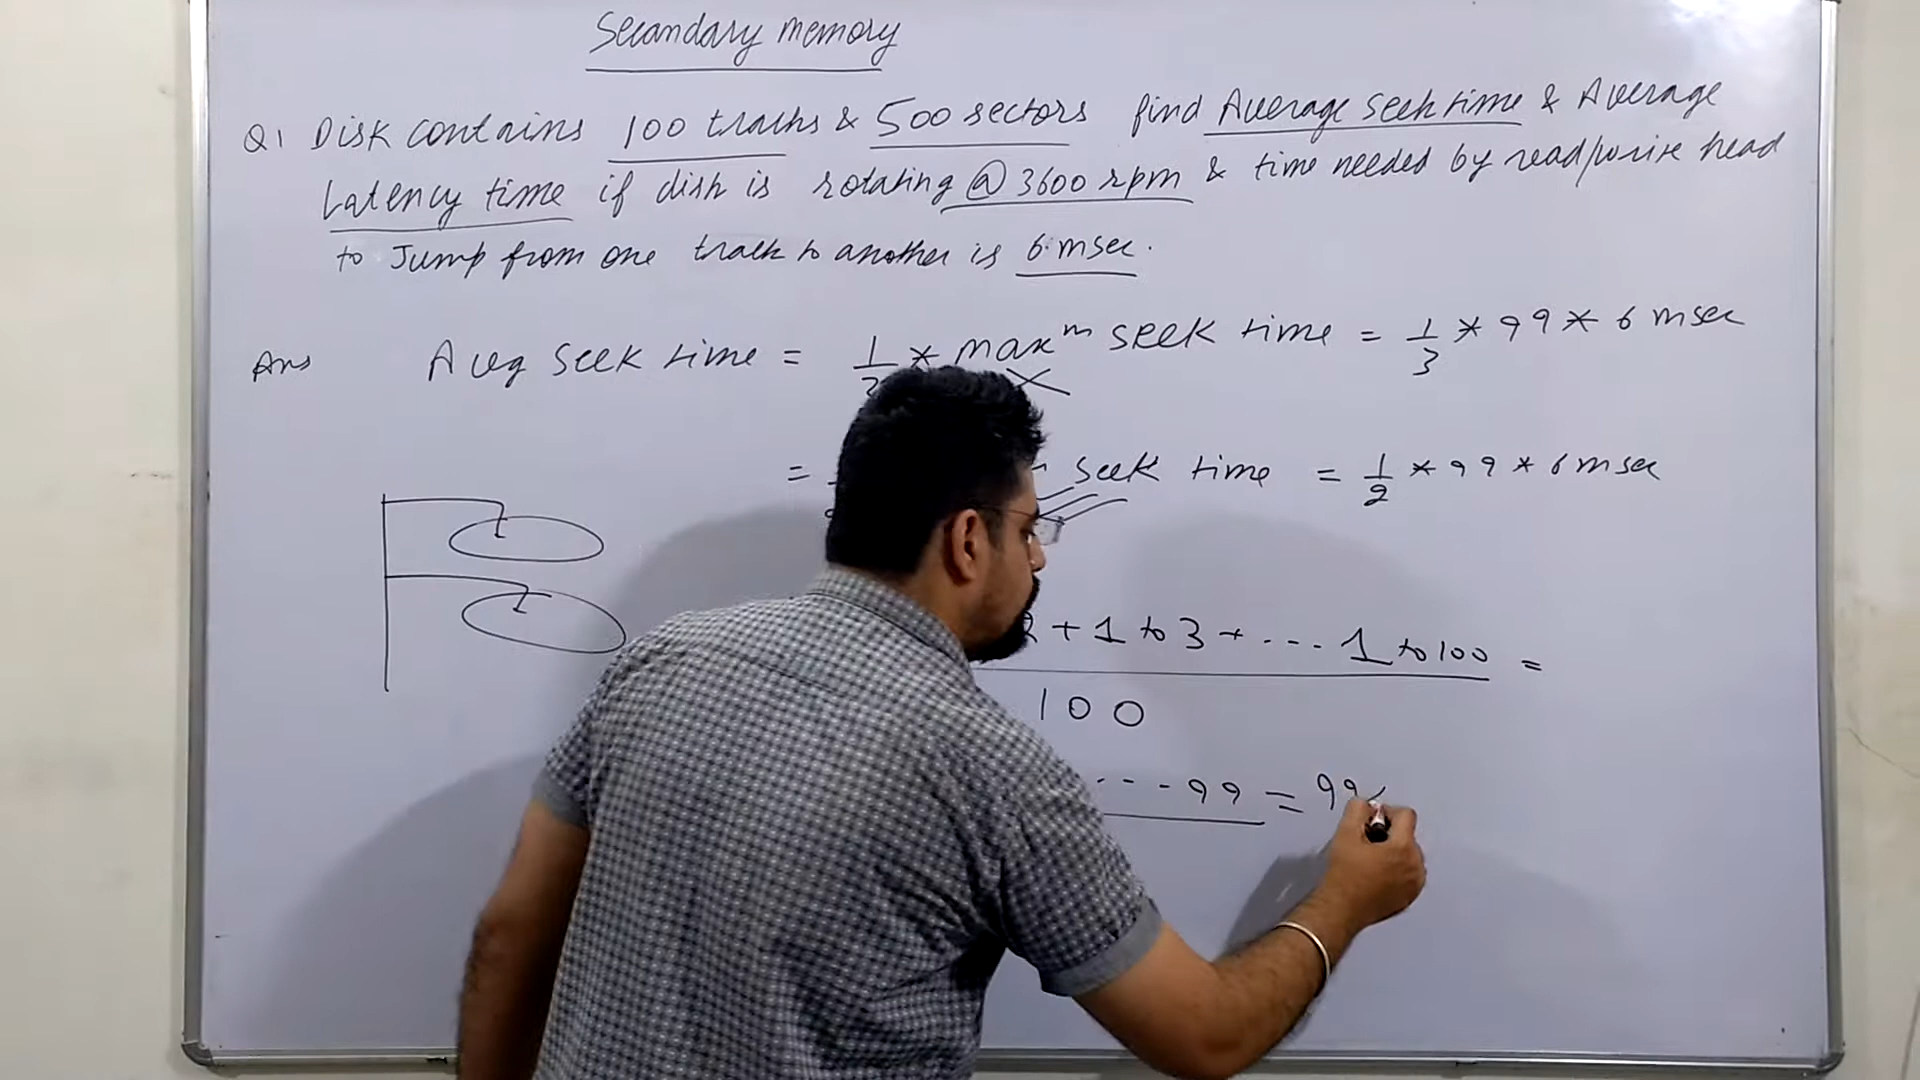 Secondary memory
Q1 Disk contains 100 tracks & 500 sectors find Average seek time & Average
Latency time if disk is rotating @ 3600 rpm & time needed by read/write head
to Jump from one track to another is 6 msec.
Ans Avg seek time = 1/3 * maxm seek time = 1/3 * 99 * 6 msec
= seek time = 1/2 * 99 * 6 msec
2 + 1 to 3 + ... 1 to 100 =
100
... 99 = 99